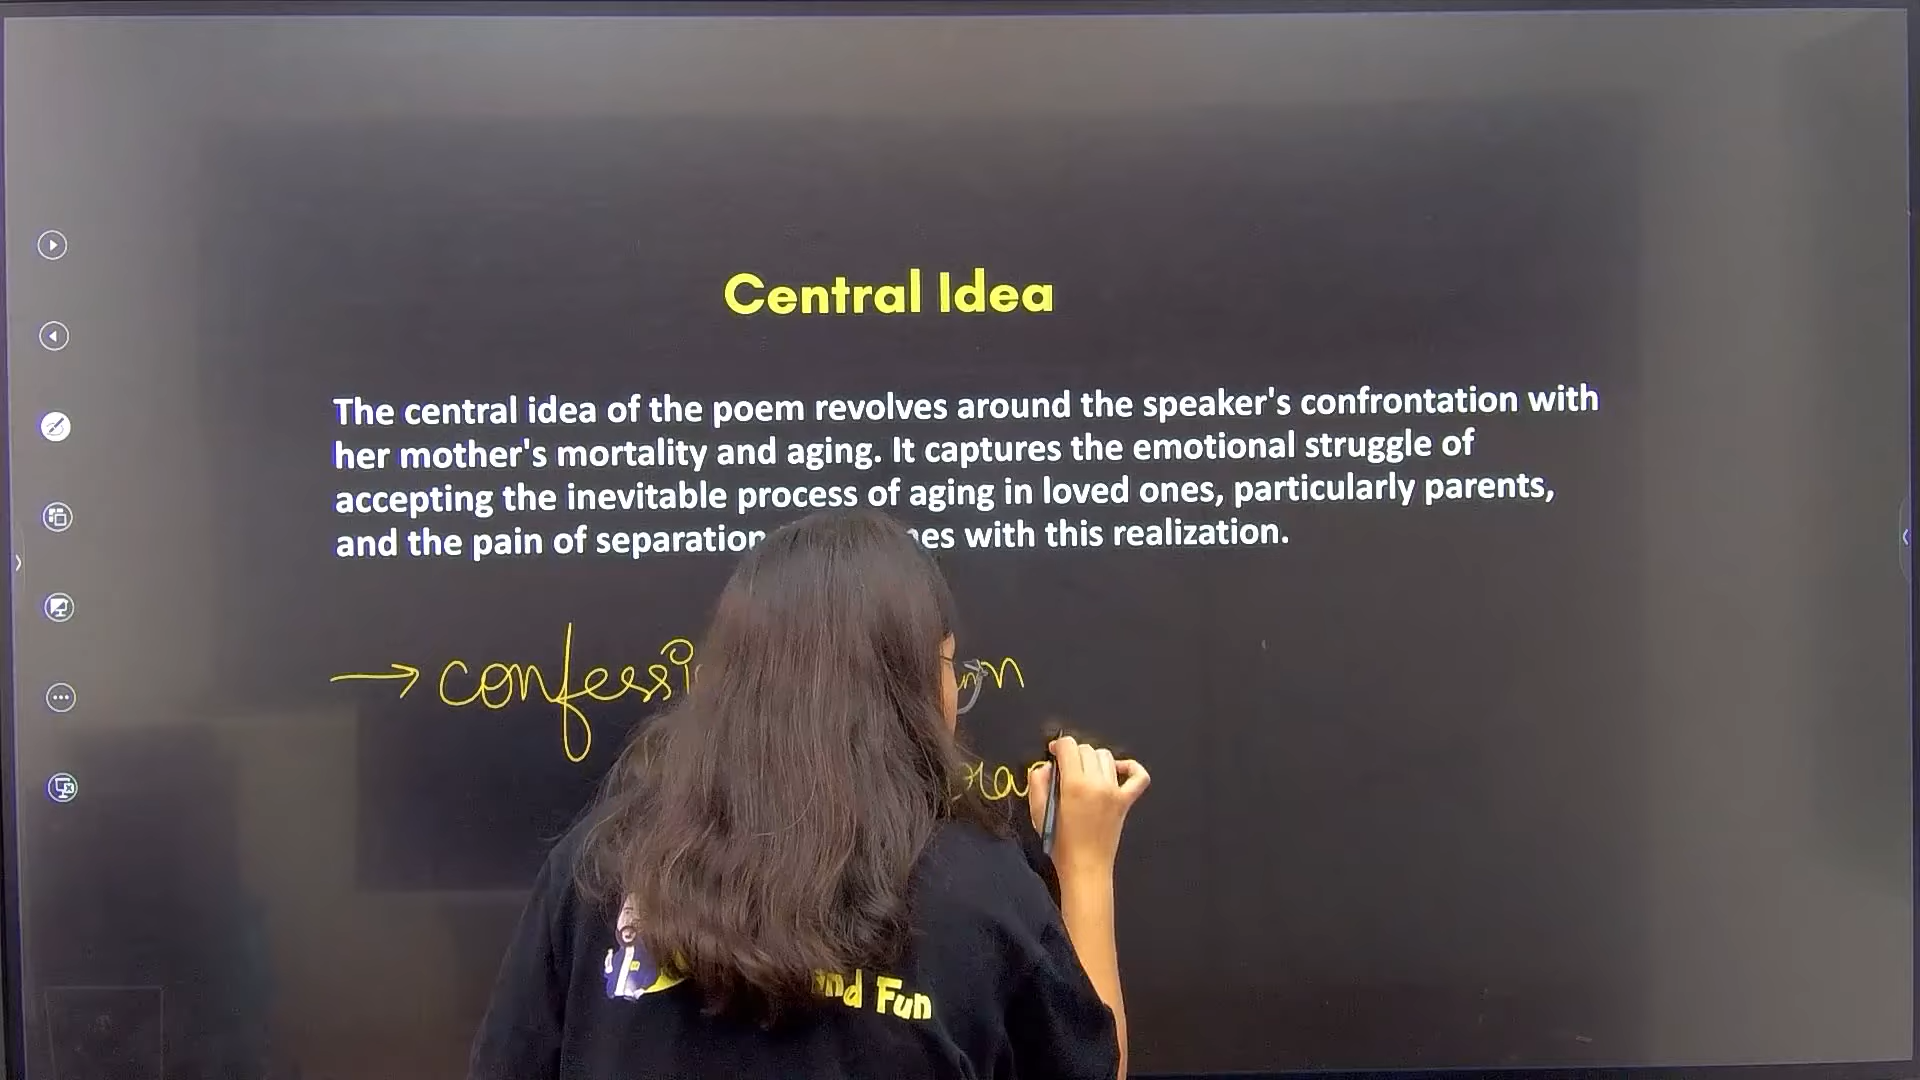 Central Idea
The central idea of the poem revolves around the speaker's confrontation with
her mother's mortality and aging. It captures the emotional struggle of
accepting the inevitable process of aging in loved ones, particularly parents,
and the pain of separation with this realization.
→ confessi
and Fun